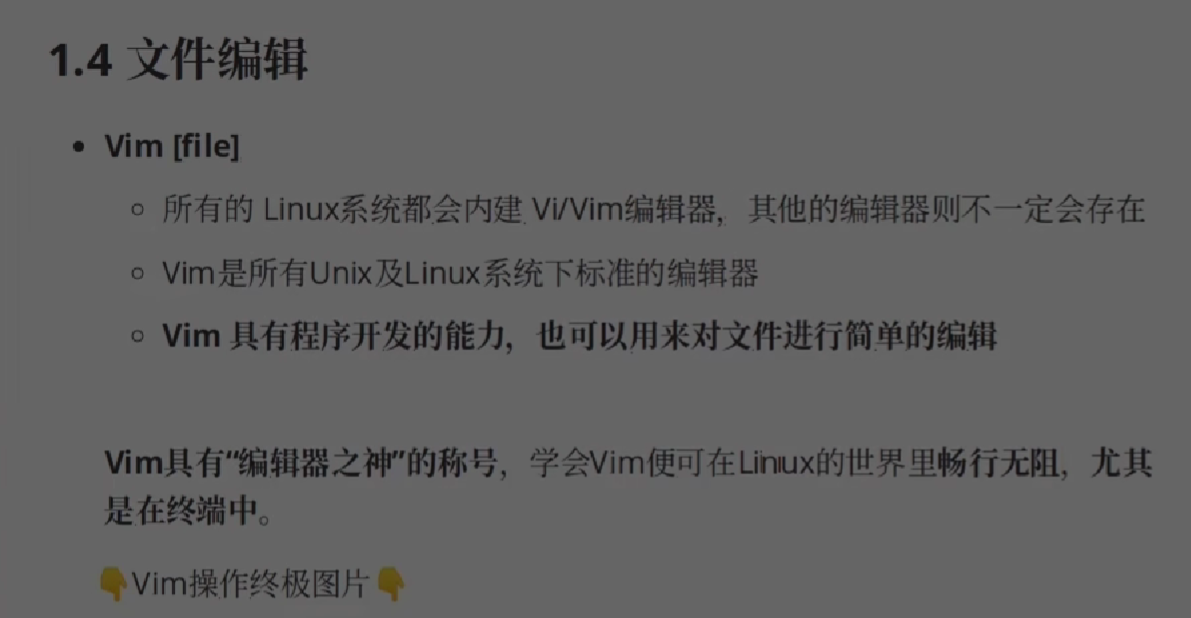 1.4 文件编辑
• Vim [file]
○ 所有的 Linux系统都会内建 Vi/Vim编辑器，其他的编辑器则不一定会存在
○ Vim是所有Unix及Linux系统下标准的编辑器
○ Vim 具有程序开发的能力，也可以用来对文件进行简单的编辑
Vim具有“编辑器之神”的称号，学会Vim便可在Linux的世界里畅行无阻，尤其
是在终端中。
👇Vim操作终极图片👇